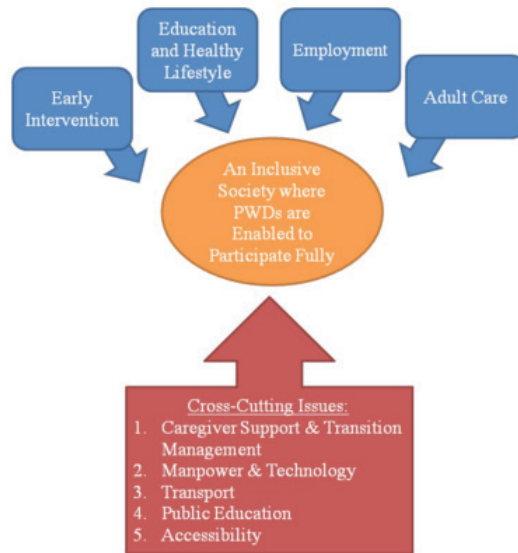 Education
and Healthy
Lifestyle
Employment
Early
Intervention
Adult Care
An Inclusive
Society where
PWDs are
Enabled to
Participate Fully
Cross-Cutting Issues:
1. Caregiver Support & Transition
Management
2. Manpower & Technology
3. Transport
4. Public Education
5. Accessibility